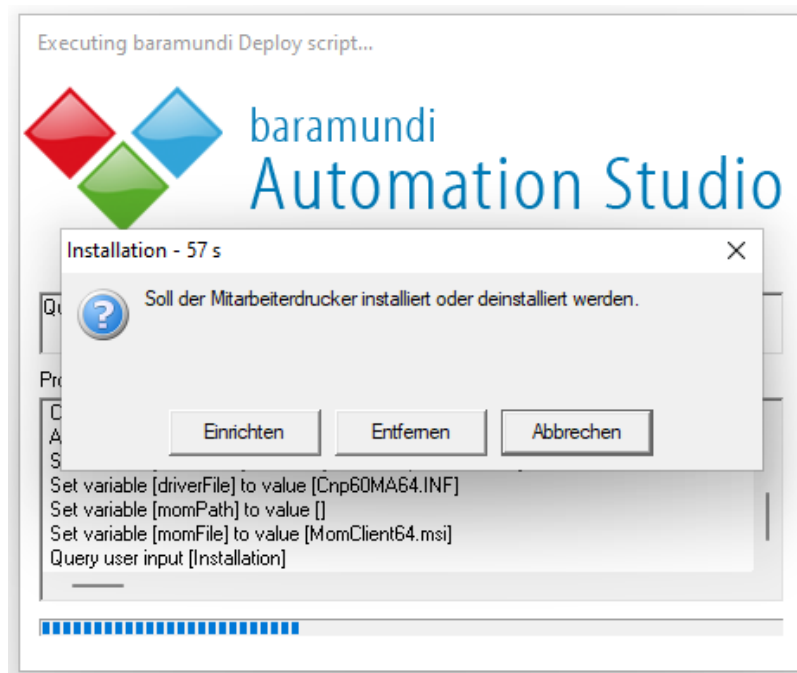 Executing baramundi Deploy script...
baramundi
Automation Studio
Installation - 57 s
Soll der Mitarbeiterdrucker installiert oder deinstalliert werden.
Einrichten
Entfernen
Abbrechen
Set variable [driverFile] to value [Cnp60MA64.INF]
Set variable [momPath] to value []
Set variable [momFile] to value [MomClient64.msi]
Query user input [Installation]